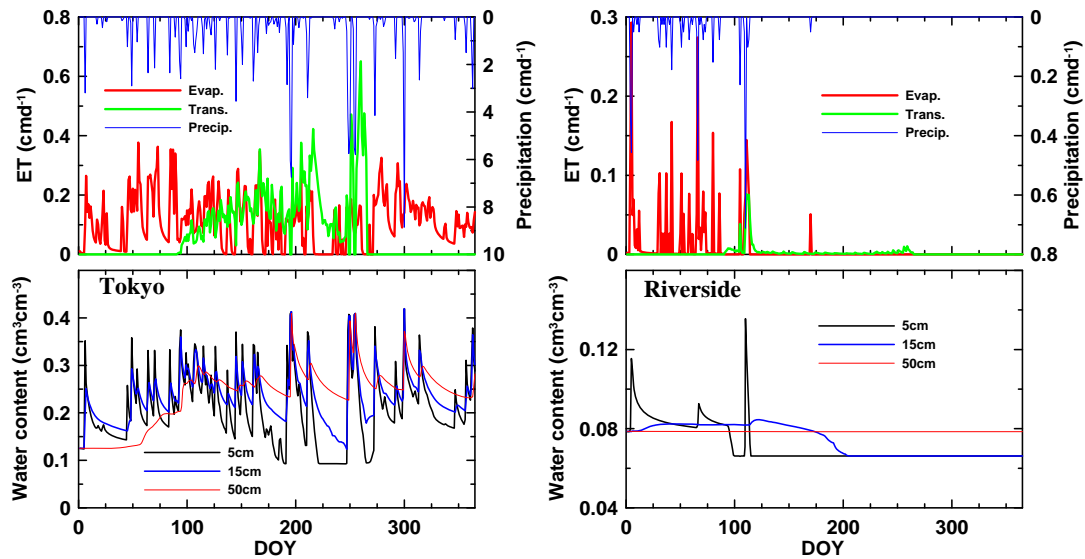 0.8
0.6
0.4
0.2
0
ET (cmd-1)
Evap.
Trans.
Precip.
0
2
4
6
8
10
Precipitation (cmd-1)
0.3
0.2
0.1
0
ET (cmd-1)
Evap.
Trans.
Precip.
0
0.2
0.4
0.6
0.8
Precipitation (cmd-1)
Tokyo
0.5
0.4
0.3
0.2
0.1
0
Water content (cm3cm-3)
5cm
15cm
50cm
0 100 200 300
DOY
Riverside
0.12
0.08
0.04
Water content (cm3cm-3)
5cm
15cm
50cm
0 100 200 300
DOY